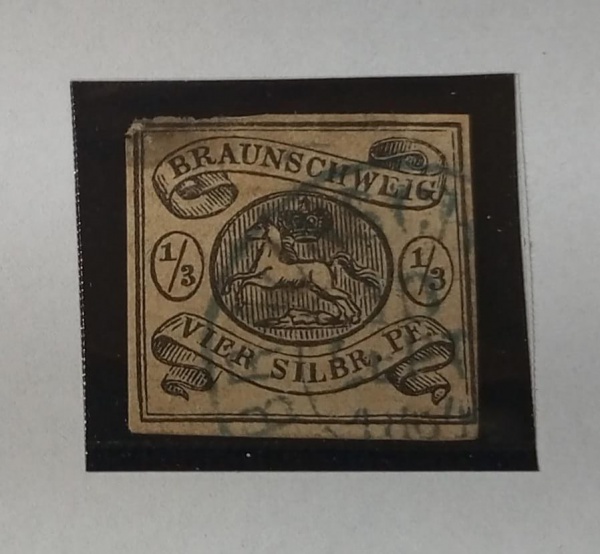 BRAUNSCHWEIG
1/3 1/3
VIER SILBR. PF.